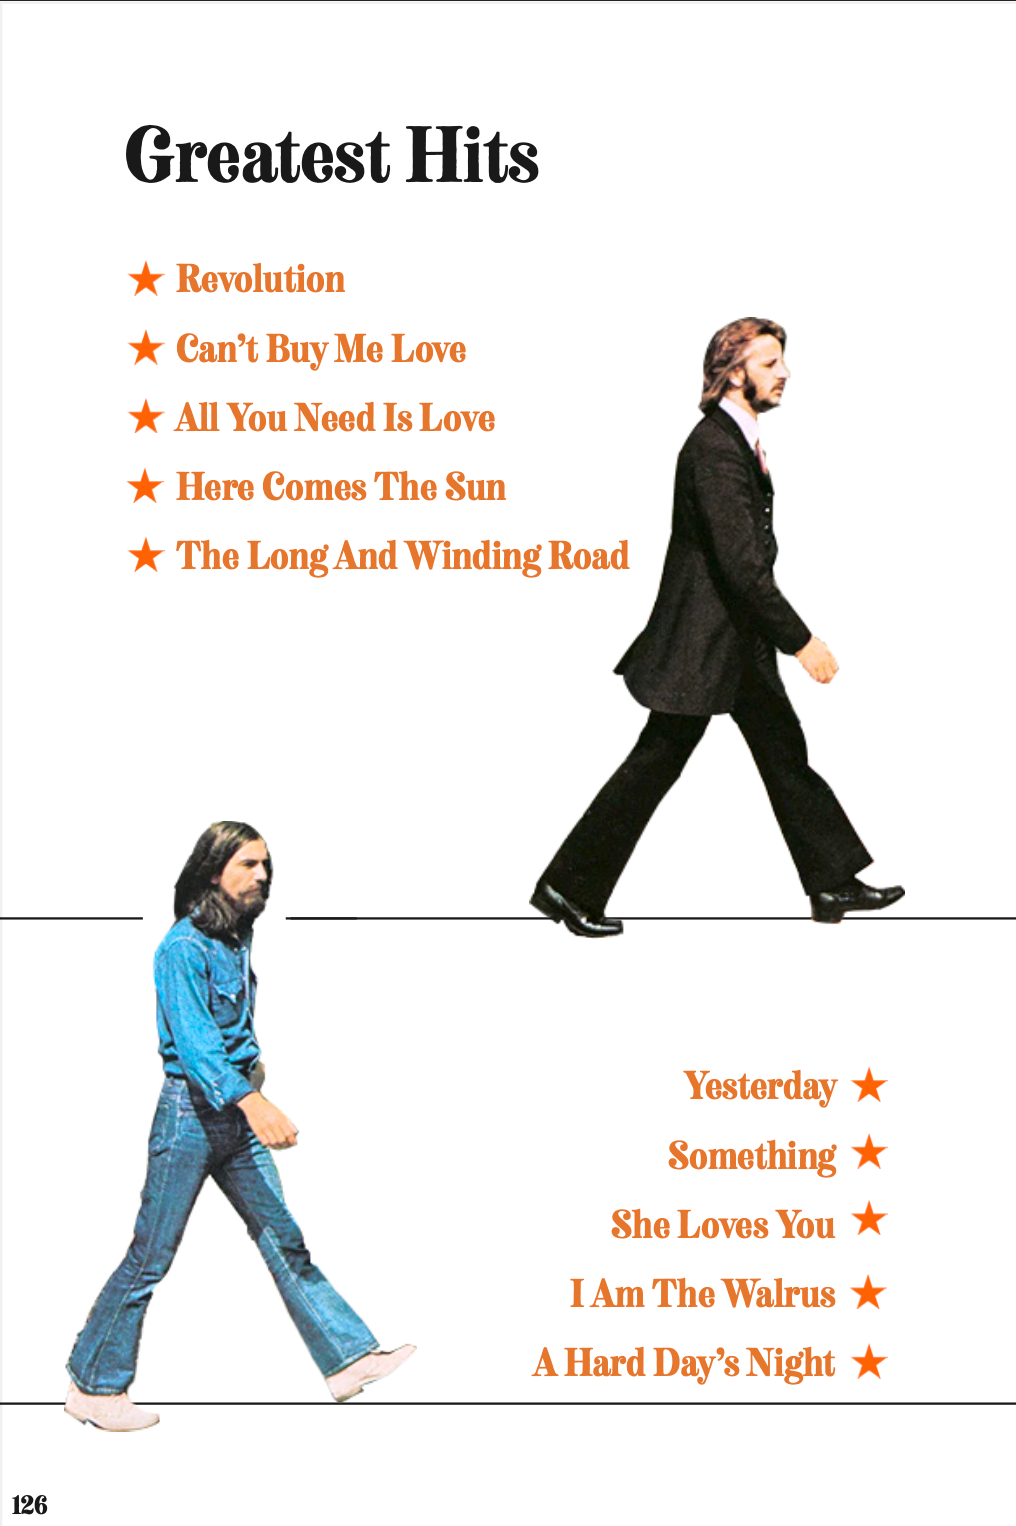 Greatest Hits
Revolution
Can’t Buy Me Love
All You Need Is Love
Here Comes The Sun
The Long And Winding Road
Yesterday
Something
She Loves You
I Am The Walrus
A Hard Day’s Night
126